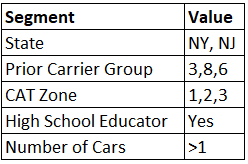 Segment Value
State NY, NJ
Prior Carrier Group 3,8,6
CAT Zone 1,2,3
High School Educator Yes
Number of Cars >1